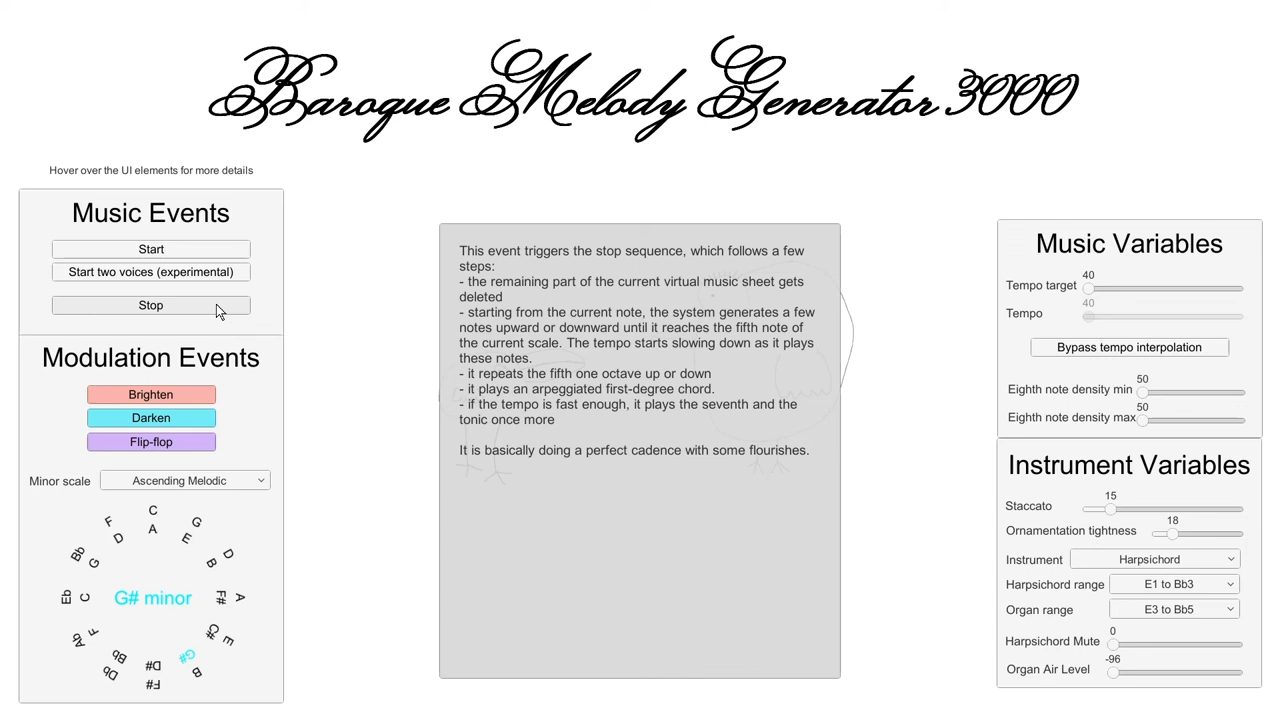 Baroque Melody Generator 3000
Hover over the UI elements for more details
Music Events
Start
Start two voices (experimental)
Stop
Modulation Events
Brighten
Darken
Flip-flop
Minor scale
Ascending Melodic
C
G
D
A
E
B
F#
Db
Ab
Eb
Bb
F
A
E
B
F#
C#
G#
D#
Bb
F
C
G
D
G# minor
This event triggers the stop sequence, which follows a few
steps:
- the remaining part of the current virtual music sheet gets
deleted
- starting from the current note, the system generates a few
notes upward or downward until it reaches the fifth note of
the current scale. The tempo starts slowing down as it plays
these notes.
- it repeats the fifth one octave up or down
- it plays an arpeggiated first-degree chord.
- if the tempo is fast enough, it plays the seventh and the
tonic once more
It is basically doing a perfect cadence with some flourishes.
Music Variables
Tempo target 40
Tempo 40
Bypass tempo interpolation
Eighth note density min 50
Eighth note density max 50
Instrument Variables
Staccato 15
Ornamentation tightness 18
Instrument Harpsichord
Harpsichord range E1 to Bb3
Organ range E3 to Bb5
Harpsichord Mute 0
Organ Air Level -96